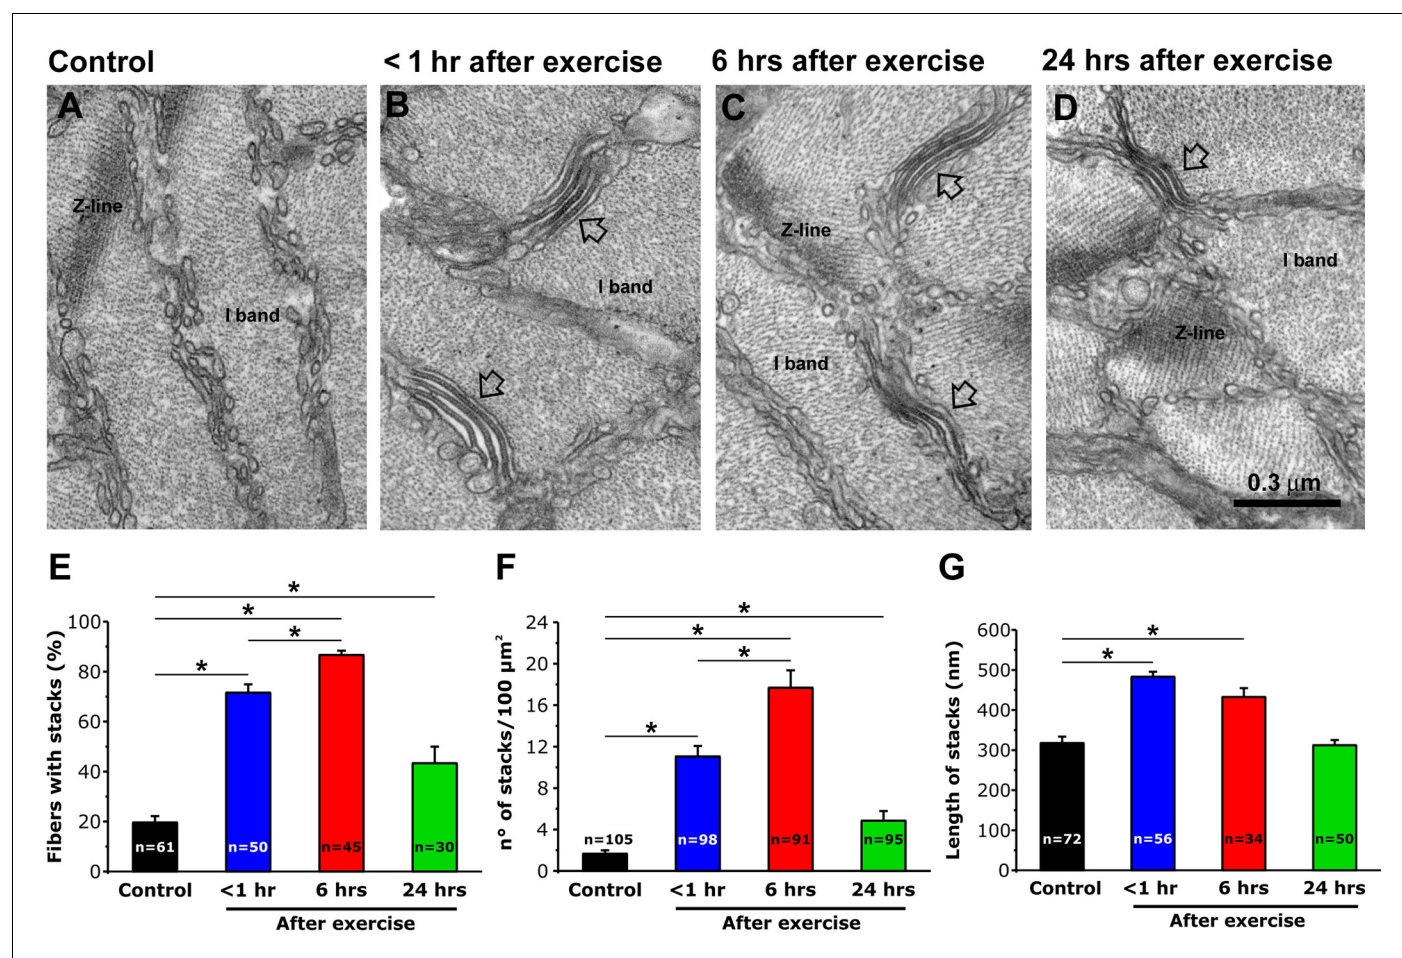 Control
< 1 hr after exercise
6 hrs after exercise
24 hrs after exercise
A
B
C
D
Z-line
I band
I band
Z-line
I band
I band
Z-line
0.3 µm
E
Fibers with stacks (%)
100
80
60
40
20
0
*
*
*
*
n=61
n=50
n=45
n=30
Control
<1 hr
6 hrs
24 hrs
After exercise
F
n° of stacks/100 µm²
24
20
16
12
8
4
0
*
*
*
*
n=105
n=98
n=91
n=95
Control
<1 hr
6 hrs
24 hrs
After exercise
G
Length of stacks (nm)
600
500
400
300
200
100
0
*
*
n=72
n=56
n=34
n=50
Control
<1 hr
6 hrs
24 hrs
After exercise